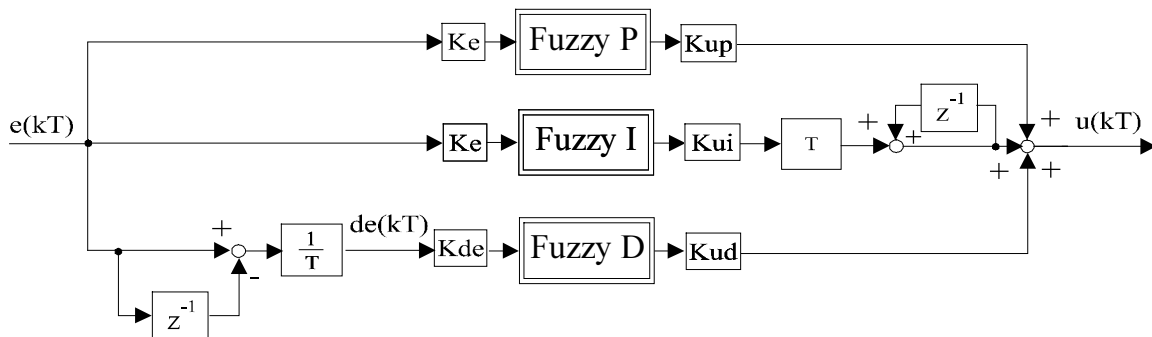 Ke Fuzzy P Kup
e(kT) Ke Fuzzy I Kui T + + z⁻¹ + + + u(kT)
+ - 1/T de(kT) Kde Fuzzy D Kud +
z⁻¹